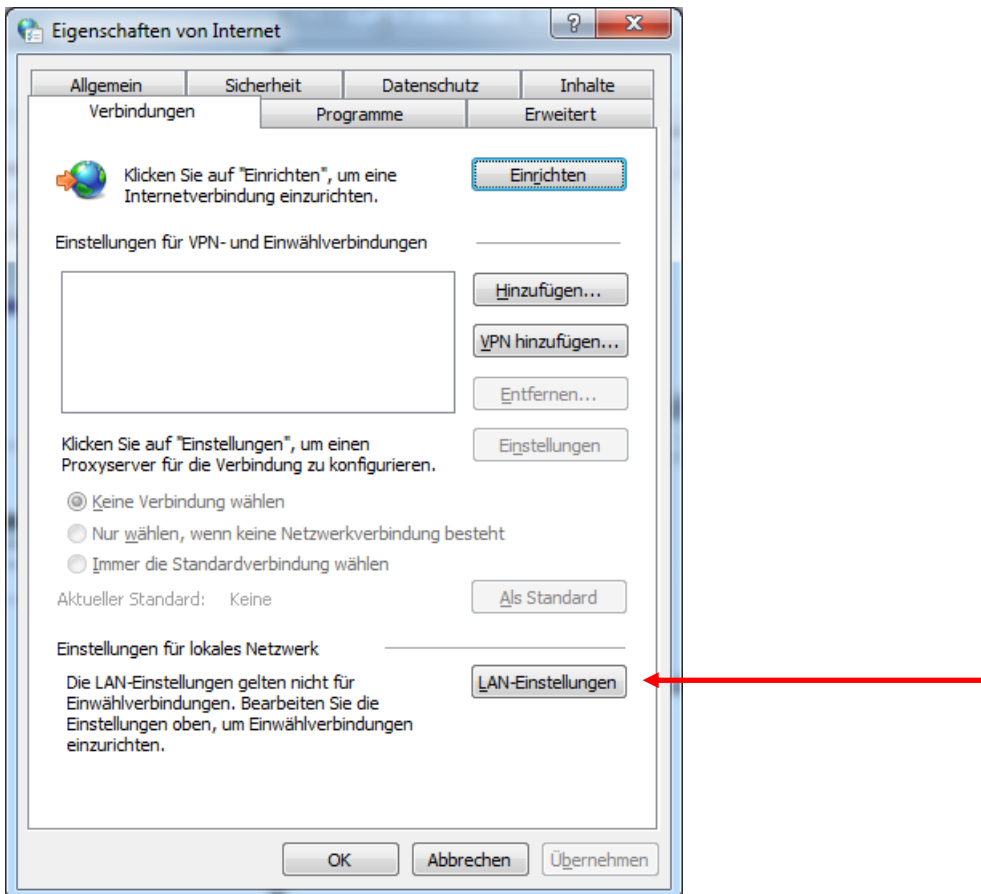 Eigenschaften von Internet
Allgemein Sicherheit Datenschutz Inhalte
Verbindungen Programme Erweitert
Klicken Sie auf "Einrichten", um eine
Internetverbindung einzurichten.
Einrichten
Einstellungen für VPN- und Einwählverbindungen
Hinzufügen...
VPN hinzufügen...
Entfernen...
Klicken Sie auf "Einstellungen", um einen
Proxyserver für die Verbindung zu konfigurieren.
Einstellungen
Keine Verbindung wählen
Nur wählen, wenn keine Netzwerkverbindung besteht
Immer die Standardverbindung wählen
Aktueller Standard: Keine
Als Standard
Einstellungen für lokales Netzwerk
Die LAN-Einstellungen gelten nicht für
Einwählverbindungen. Bearbeiten Sie die
Einstellungen oben, um Einwählverbindungen
einzurichten.
LAN-Einstellungen
OK Abbrechen Übernehmen